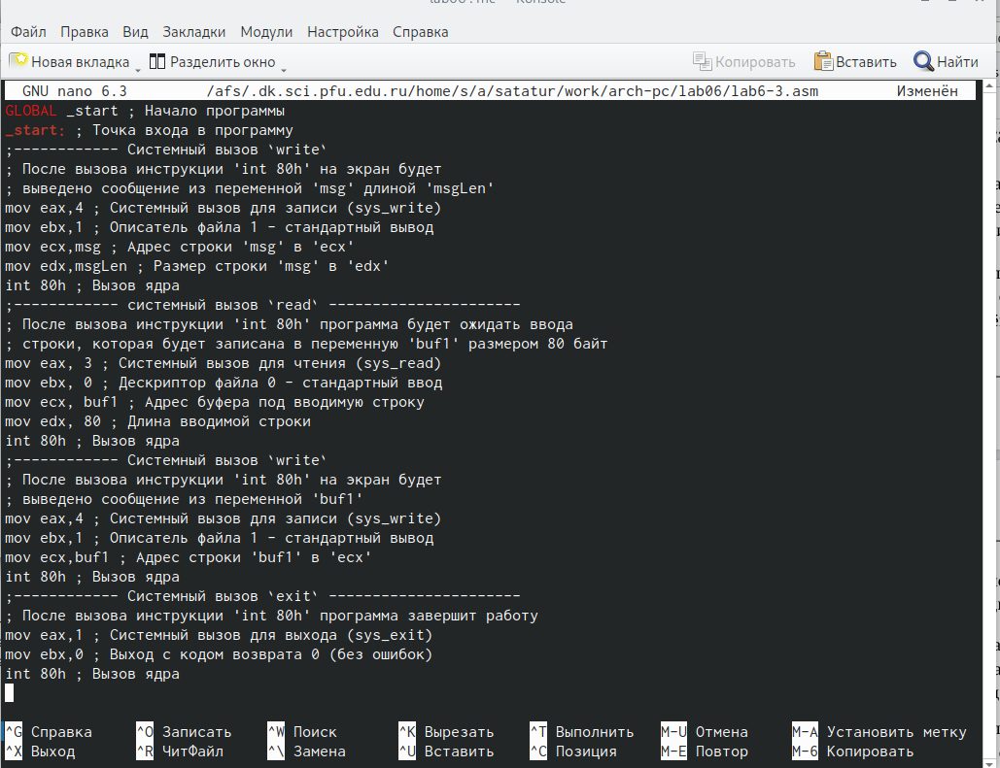 Файл Правка Вид Закладки Модули Настройка Справка
Новая вкладка Разделить окно Копировать Вставить Найти
GNU nano 6.3 /afs/.dk.sci.pfu.edu.ru/home/s/a/satatur/work/arch-pc/lab06/lab6-3.asm Изменён
GLOBAL _start ; Начало программы
_start: ; Точка входа в программу
;------------ Системный вызов `write`
; После вызова инструкции 'int 80h' на экран будет
; выведено сообщение из переменной 'msg' длиной 'msgLen'
mov eax,4 ; Системный вызов для записи (sys_write)
mov ebx,1 ; Описатель файла 1 - стандартный вывод
mov ecx,msg ; Адрес строки 'msg' в 'ecx'
mov edx,msgLen ; Размер строки 'msg' в 'edx'
int 80h ; Вызов ядра
;------------ системный вызов `read` ----------------------
; После вызова инструкции 'int 80h' программа будет ожидать ввода
; строки, которая будет записана в переменную 'buf1' размером 80 байт
mov eax, 3 ; Системный вызов для чтения (sys_read)
mov ebx, 0 ; Дескриптор файла 0 - стандартный ввод
mov ecx, buf1 ; Адрес буфера под вводимую строку
mov edx, 80 ; Длина вводимой строки
int 80h ; Вызов ядра
;------------ Системный вызов `write`
; После вызова инструкции 'int 80h' на экран будет
; выведено сообщение из переменной 'buf1'
mov eax,4 ; Системный вызов для записи (sys_write)
mov ebx,1 ; Описатель файла 1 - стандартный вывод
mov ecx,buf1 ; Адрес строки 'buf1' в 'ecx'
int 80h ; Вызов ядра
;------------ Системный вызов `exit` ----------------------
; После вызова инструкции 'int 80h' программа завершит работу
mov eax,1 ; Системный вызов для выхода (sys_exit)
mov ebx,0 ; Выход с кодом возврата 0 (без ошибок)
int 80h ; Вызов ядра
^G Справка ^O Записать ^W Поиск ^K Вырезать ^T Выполнить M-U Отмена M-A Установить метку
^X Выход ^R ЧитФайл ^\ Замена ^U Вставить ^C Позиция M-E Повтор M-6 Копировать